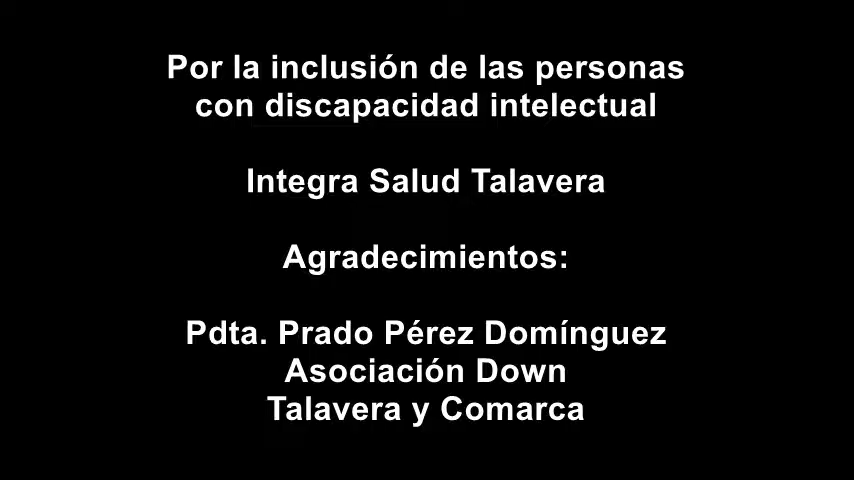 Por la inclusión de las personas
con discapacidad intelectual
Integra Salud Talavera
Agradecimientos:
Pdta. Prado Pérez Domínguez
Asociación Down
Talavera y Comarca